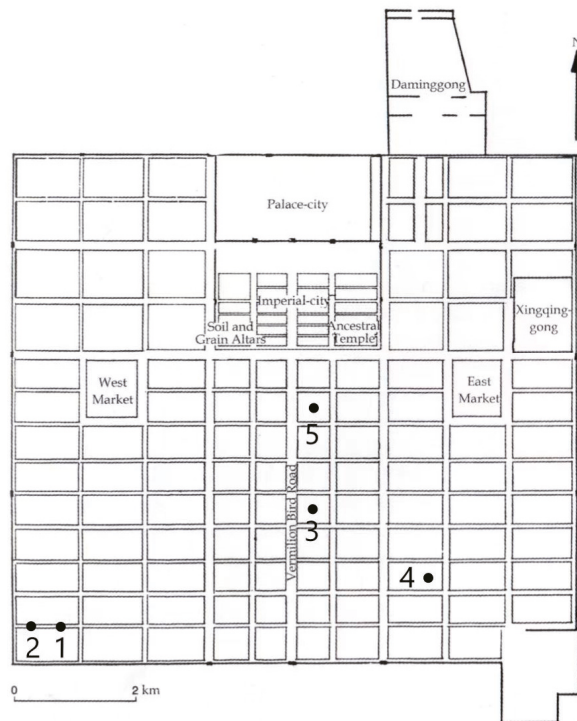 N
Daminggong
Palace-city
Imperial-city
Soil and
Grain Altars
Ancestral
Temple
Xingqing-
gong
West
Market
East
Market
5
Vermilion Bird Road
3
4
2
1
0
2 km